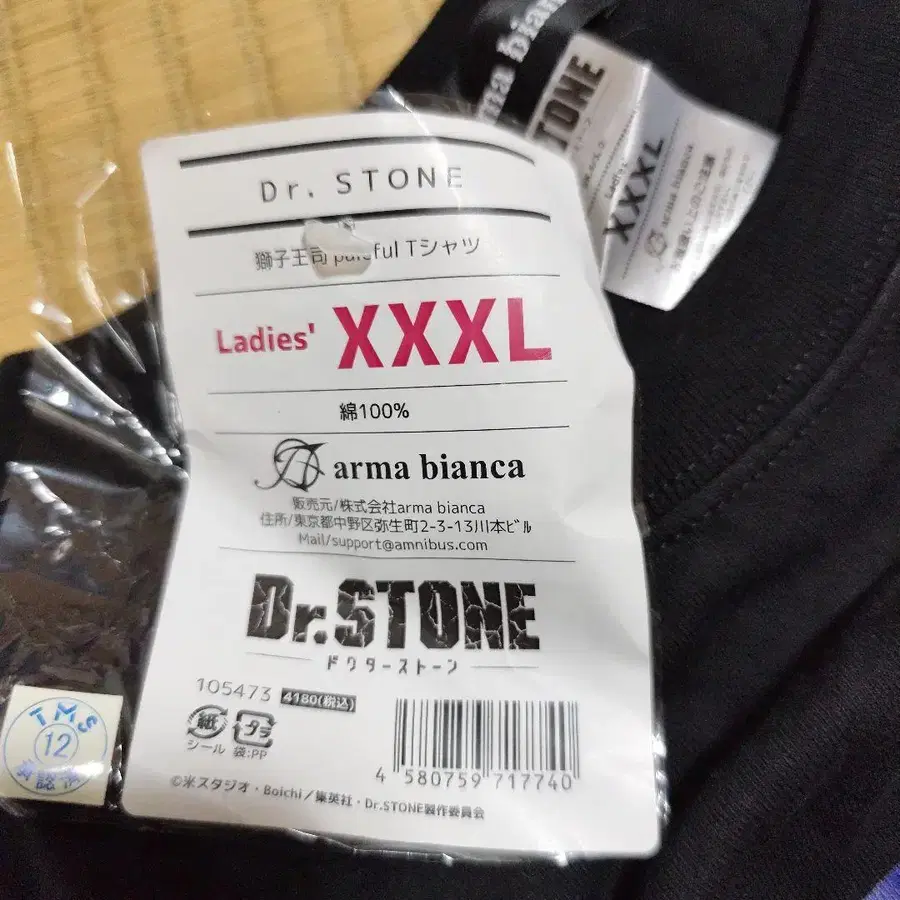 Dr. STONE
獅子王司 paleful Tシャツ
Ladies' XXXL
綿100%
arma bianca
販売元/株式会社arma bianca
住所/東京都中野区弥生町2-3-13川本ビル
Mail/support@amnibus.com
Dr.STONE
ドクターストーン
105473 4180(税込)
紙 プラ
シール 袋:PP
4 580759 717740
©米スタジオ・Boichi/集英社・Dr.STONE製作委員会
TMS
12
承認済
STONE
XXXL